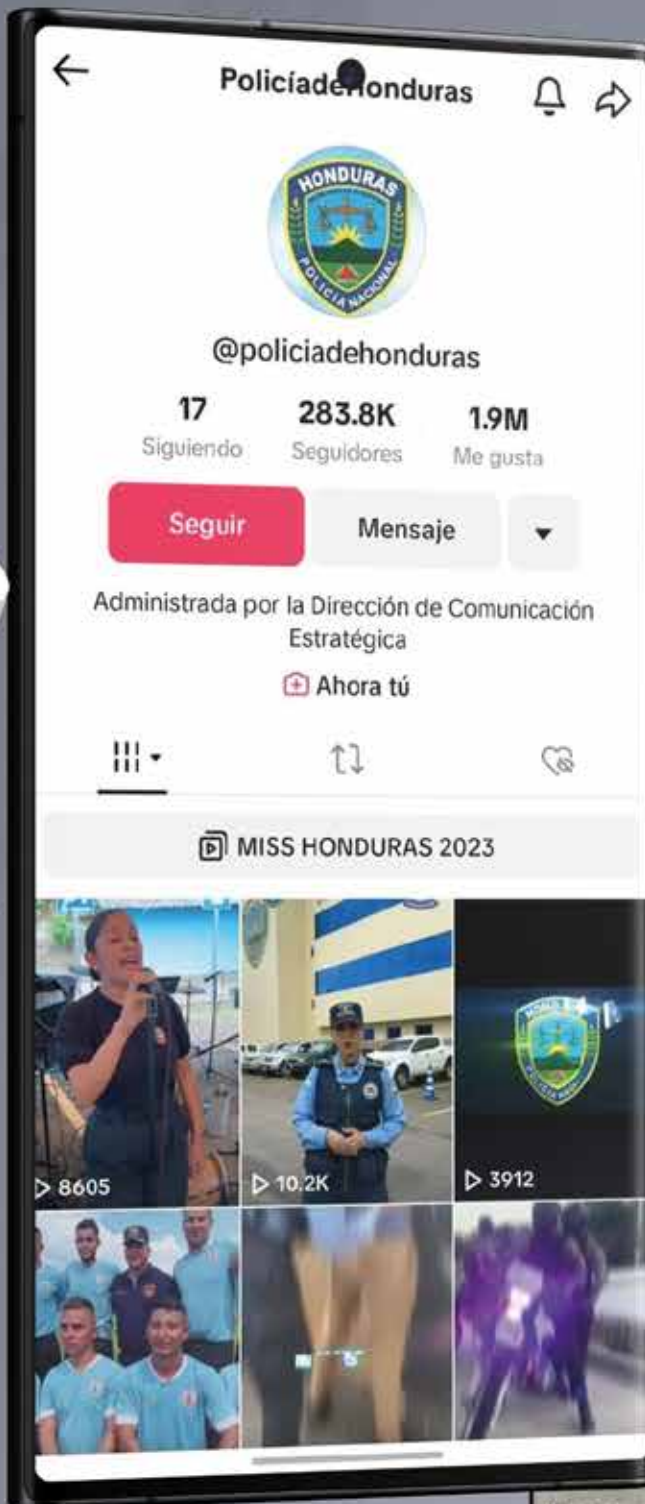 PolicíadeHonduras
HONDURAS
POLICIA NACIONAL
@policiadehonduras
17
283.8K
1.9M
Siguiendo
Seguidores
Me gusta
Seguir
Mensaje
Administrada por la Dirección de Comunicación
Estratégica
Ahora tú
MISS HONDURAS 2023
8605
10.2K
3912